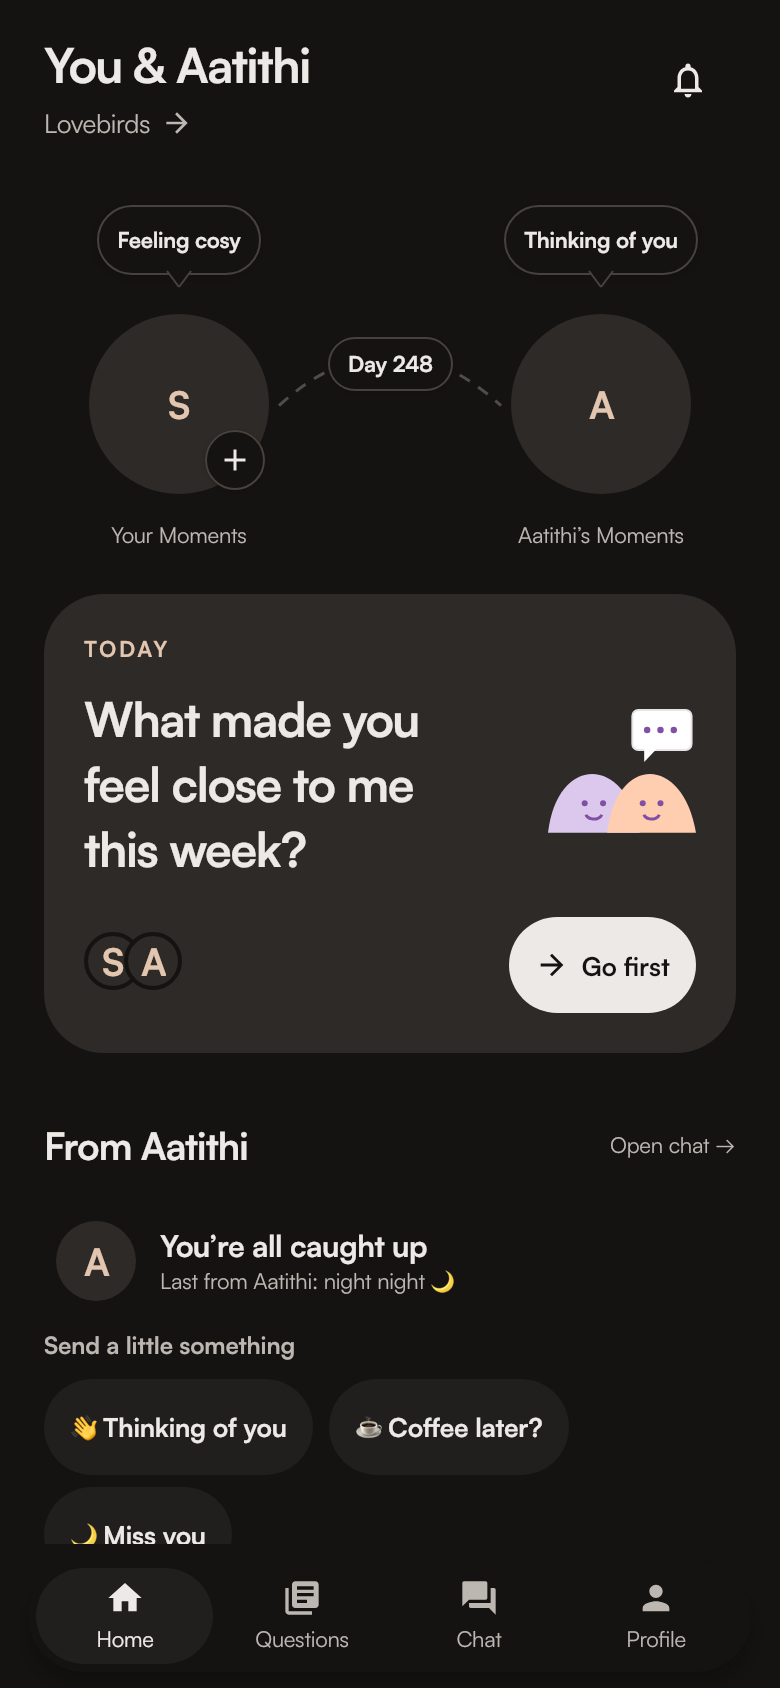 You & Aatithi
Lovebirds →
Feeling cosy
Thinking of you
Day 248
S
A
Your Moments
Aatithi’s Moments
TODAY
What made you
feel close to me
this week?
S A
→ Go first
From Aatithi
Open chat →
A
You’re all caught up
Last from Aatithi: night night 🌙
Send a little something
👋 Thinking of you
☕ Coffee later?
🌙 Miss you
Home
Questions
Chat
Profile